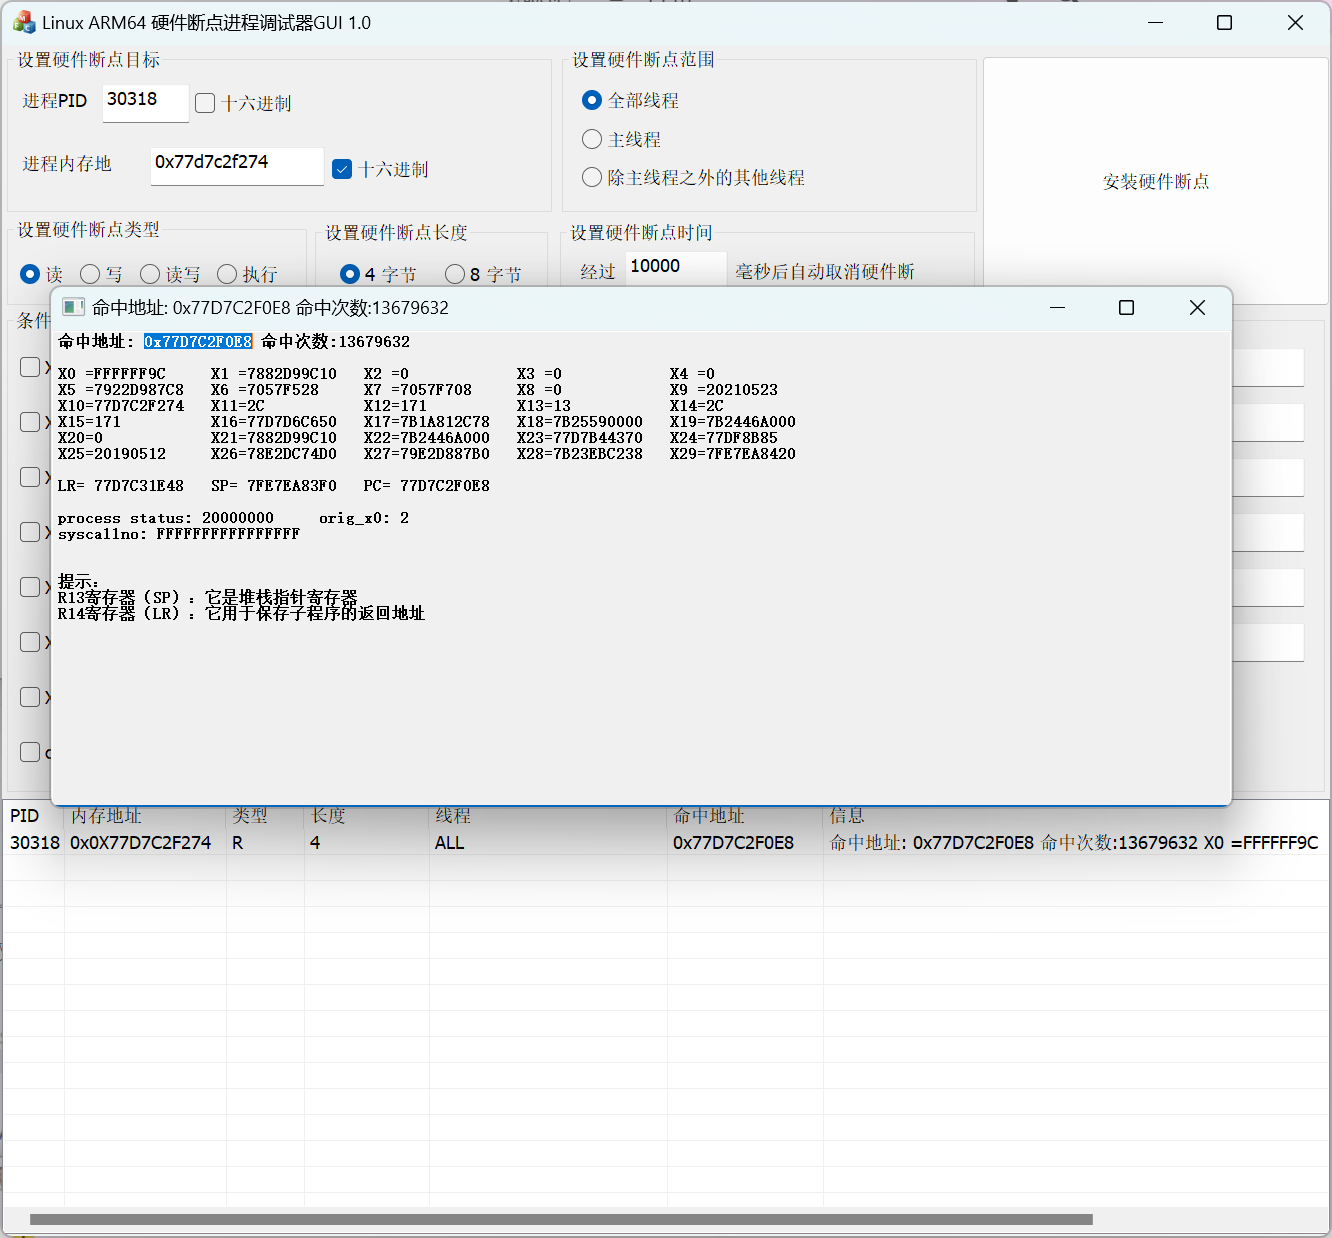 Linux ARM64 硬件断点进程调试器GUI 1.0
设置硬件断点目标
设置硬件断点范围
进程PID 30318 十六进制
全部线程
主线程
进程内存地 0x77d7c2f274 十六进制
除主线程之外的其他线程
安装硬件断点
设置硬件断点类型
设置硬件断点长度
设置硬件断点时间
读 写 读写 执行
4 字节 8 字节
经过 10000 毫秒后自动取消硬件断
条件
命中地址: 0x77D7C2F0E8 命中次数:13679632
命中地址: 0x77D7C2F0E8 命中次数:13679632
X0 =FFFFFF9C X1 =7882D99C10 X2 =0 X3 =0 X4 =0
X5 =7922D987C8 X6 =7057F528 X7 =7057F708 X8 =0 X9 =20210523
X10=77D7C2F274 X11=2C X12=171 X13=13 X14=2C
X15=171 X16=77D7D6C650 X17=7B1A812C78 X18=7B25590000 X19=7B2446A000
X20=0 X21=7882D99C10 X22=7B2446A000 X23=77D7B44370 X24=77DF8B85
X25=20190512 X26=78E2DC74D0 X27=79E2D887B0 X28=7B23EBC238 X29=7FE7EA8420
LR= 77D7C31E48 SP= 7FE7EA83F0 PC= 77D7C2F0E8
process status: 20000000 orig_x0: 2
syscallno: FFFFFFFFFFFFFFFF
提示:
R13寄存器（SP）: 它是堆栈指针寄存器
R14寄存器（LR）: 它用于保存子程序的返回地址
PID 内存地址 类型 长度 线程 命中地址 信息
30318 0x0X77D7C2F274 R 4 ALL 0x77D7C2F0E8 命中地址: 0x77D7C2F0E8 命中次数:13679632 X0 =FFFFFF9C